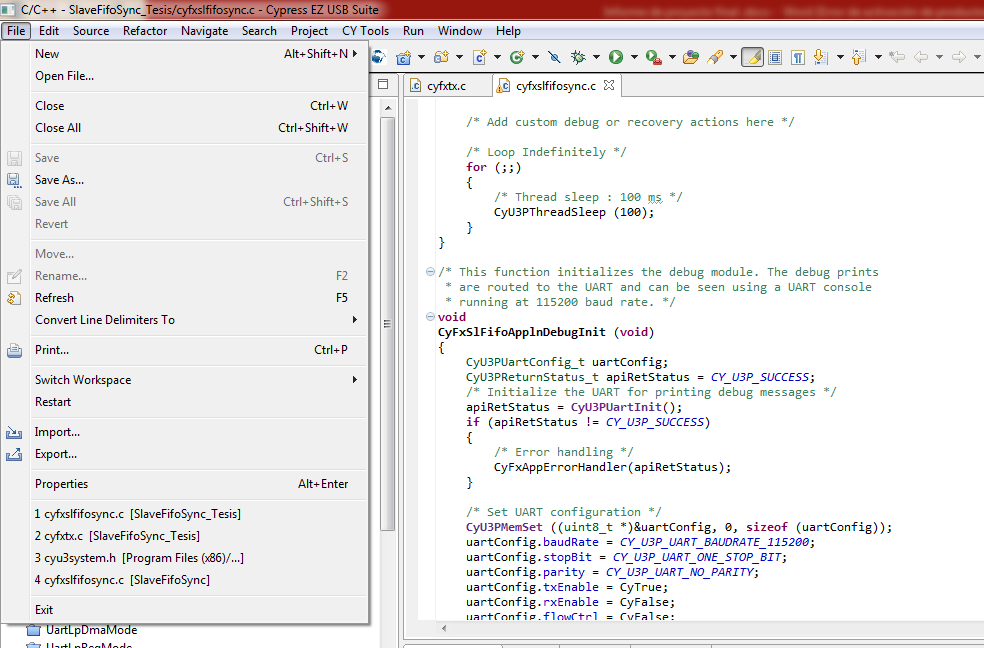 C/C++ - SlaveFifoSync_Tesis/cyfxslfifosync.c - Cypress EZ USB Suite
File Edit Source Refactor Navigate Search Project CY Tools Run Window Help
New Alt+Shift+N
Open File...
Close Ctrl+W
Close All Ctrl+Shift+W
Save Ctrl+S
Save As...
Save All Ctrl+Shift+S
Revert
Move...
Rename... F2
Refresh F5
Convert Line Delimiters To
Print... Ctrl+P
Switch Workspace
Restart
Import...
Export...
Properties Alt+Enter
1 cyfxslfifosync.c [SlaveFifoSync_Tesis]
2 cyfxtx.c [SlaveFifoSync_Tesis]
3 cyu3system.h [Program Files (x86)/...]
4 cyfxslfifosync.c [SlaveFifoSync]
Exit
UartLpDmaMode
UartLpRegMode
cyfxtx.c
cyfxslfifosync.c
/* Add custom debug or recovery actions here */
/* Loop Indefinitely */
for (;;)
{
/* Thread sleep : 100 ms */
CyU3PThreadSleep (100);
}
}
/* This function initializes the debug module. The debug prints
* are routed to the UART and can be seen using a UART console
* running at 115200 baud rate. */
void
CyFxSlFifoApplnDebugInit (void)
{
CyU3PUartConfig_t uartConfig;
CyU3PReturnStatus_t apiRetStatus = CY_U3P_SUCCESS;
/* Initialize the UART for printing debug messages */
apiRetStatus = CyU3PUartInit();
if (apiRetStatus != CY_U3P_SUCCESS)
{
/* Error handling */
CyFxAppErrorHandler(apiRetStatus);
}
/* Set UART configuration */
CyU3PMemSet ((uint8_t *)&uartConfig, 0, sizeof (uartConfig));
uartConfig.baudRate = CY_U3P_UART_BAUDRATE_115200;
uartConfig.stopBit = CY_U3P_UART_ONE_STOP_BIT;
uartConfig.parity = CY_U3P_UART_NO_PARITY;
uartConfig.txEnable = CyTrue;
uartConfig.rxEnable = CyFalse;
uartConfig.flowCtrl = CyFalse;